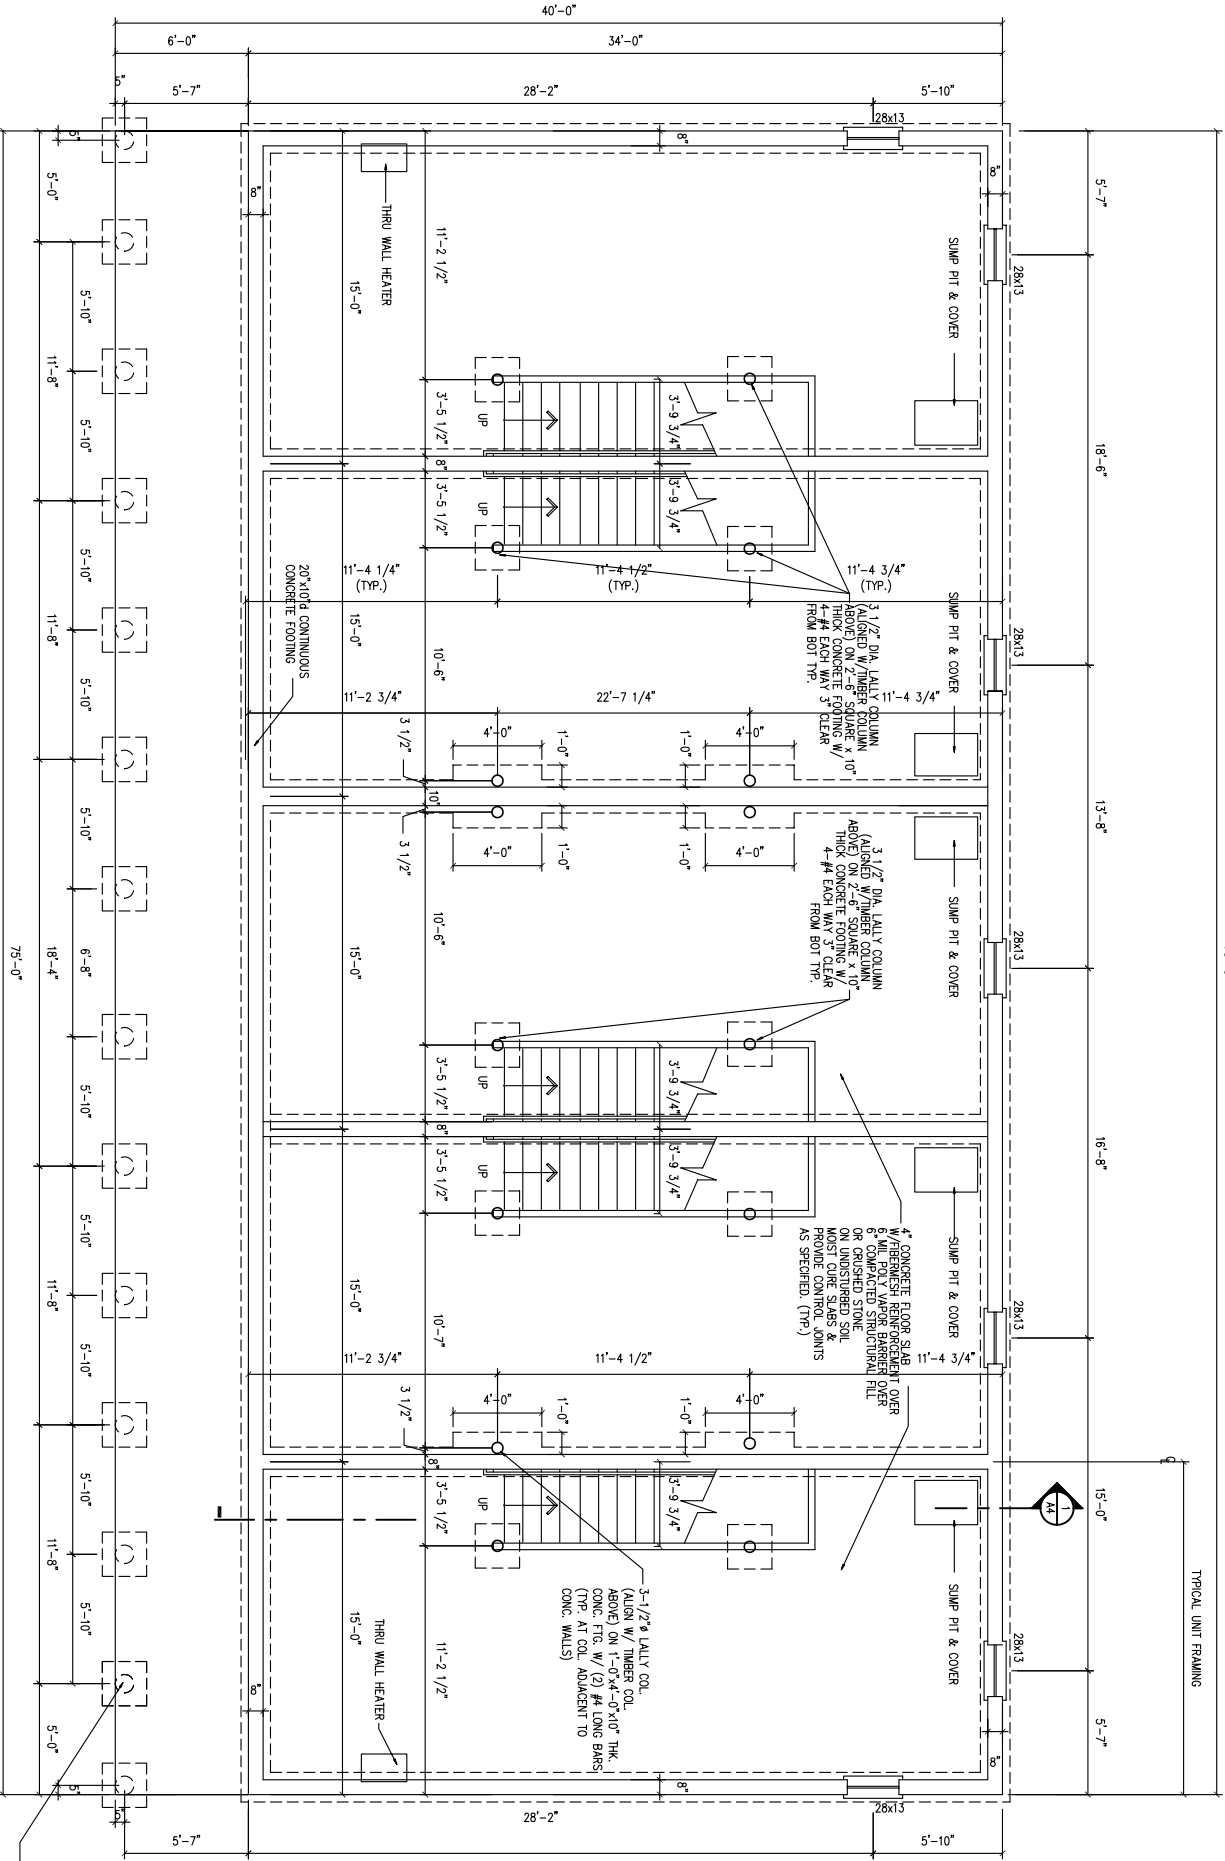 40'-0"
6'-0"
34'-0"
5"
5'-7"
28'-2"
5'-10"
28x13
5"
8"
8"
8"
5'-7"
5'-0"
THRU WALL HEATER
11'-2 1/2"
15'-0"
SUMP PIT & COVER
28x13
5'-10"
11'-8"
5'-10"
3'-5 1/2"
UP
3'-9 3/4"
18'-6"
8"
3'-5 1/2"
UP
3'-9 3/4"
5'-10"
11'-8"
5'-10"
20"x10"d CONTINUOUS
CONCRETE FOOTING
11'-4 1/4"
(TYP.)
11'-4 1/2"
(TYP.)
11'-4 3/4"
(TYP.)
15'-0"
10'-6"
3 1/2" DIA. LALLY COLUMN
(ALIGNED W/TIMBER COLUMN
ABOVE) ON 2'-6" SQUARE x 10"
THICK CONCRETE FOOTING W/
4-#4 EACH WAY 3" CLEAR
FROM BOT TYP.
SUMP PIT & COVER
28x13
11'-2 3/4"
22'-7 1/4"
11'-4 3/4"
3 1/2"
4'-0"
1'-0"
1'-0"
4'-0"
10"
3 1/2"
4'-0"
1'-0"
1'-0"
4'-0"
13'-8"
5'-10"
6'-8"
18'-4"
75'-0"
15'-0"
10'-6"
3 1/2" DIA. LALLY COLUMN
(ALIGNED W/TIMBER COLUMN
ABOVE) ON 2'-6" SQUARE x 10"
THICK CONCRETE FOOTING W/
4-#4 EACH WAY 3" CLEAR
FROM BOT TYP.
SUMP PIT & COVER
28x13
5'-10"
3'-5 1/2"
UP
3'-9 3/4"
8"
3'-5 1/2"
UP
3'-9 3/4"
16'-8"
5'-10"
11'-8"
5'-10"
15'-0"
10'-7"
4" CONCRETE FLOOR SLAB
W/FIBERMESH REINFORCEMENT OVER
6 MIL POLY VAPOR BARRIER OVER
6" COMPACTED STRUCTURAL FILL
OR CRUSHED STONE
ON UNDISTURBED SOIL
MOIST CURE SLABS &
PROVIDE CONTROL JOINTS
AS SPECIFIED. (TYP.)
SUMP PIT & COVER
28x13
11'-2 3/4"
11'-4 1/2"
11'-4 3/4"
3 1/2"
4'-0"
1'-0"
1'-0"
4'-0"
8"
5'-10"
11'-8"
5'-10"
3'-5 1/2"
UP
3'-9 3/4"
15'-0"
1
A4
TYPICAL UNIT FRAMING
THRU WALL HEATER
15'-0"
11'-2 1/2"
3-1/2"ø LALLY COL.
(ALIGN W/ TIMBER COL.
ABOVE) ON 1'-0"x4'-0"x10" THK.
CONC. FTG. W/ (2) #4 LONG BARS
(TYP. AT COL. ADJACENT TO
CONC. WALLS)
SUMP PIT & COVER
28x13
5'-0"
5'-7"
8"
8"
8"
5"
5"
28x13
5'-7"
28'-2"
5'-10"